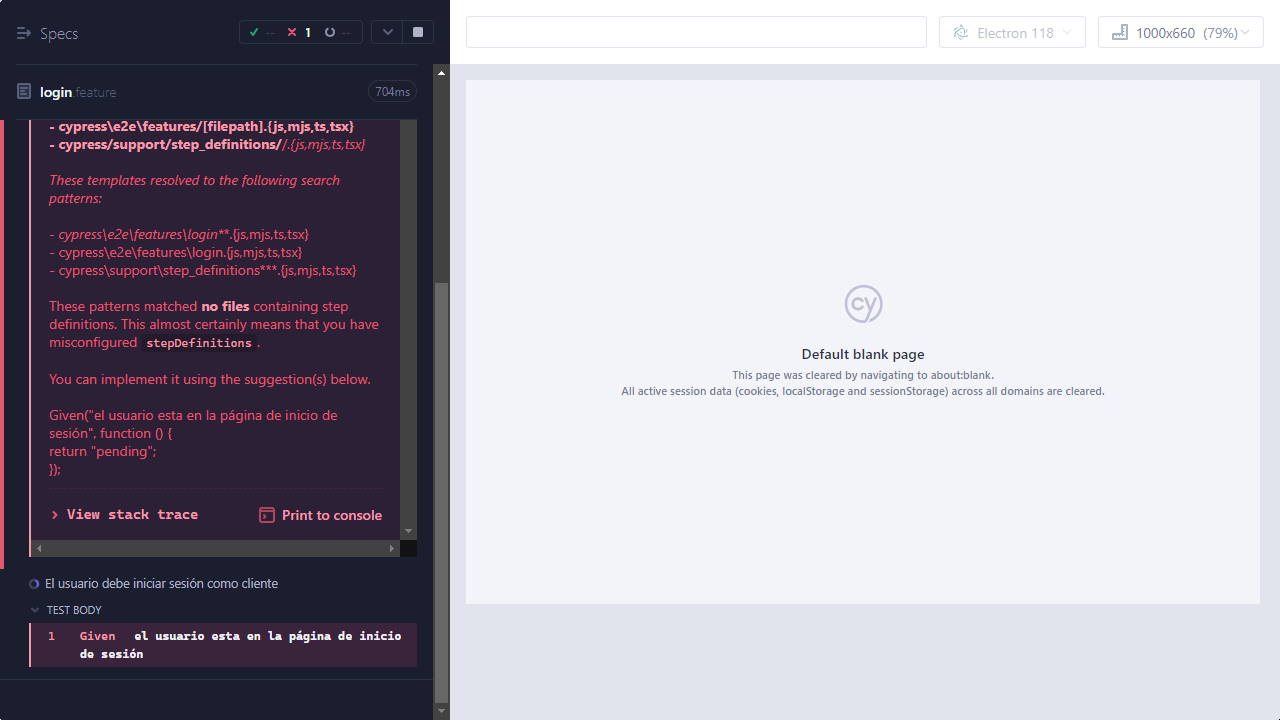 Specs
-- 1 --
Electron 118
1000x660 (79%)
login.feature
704ms
- cypress\e2e\features/[filepath].{js,mjs,ts,tsx}
- cypress/support/step_definitions//.{js,mjs,ts,tsx}
These templates resolved to the following search
patterns:
- cypress\e2e\features\login**.{js,mjs,ts,tsx}
- cypress\e2e\features\login.{js,mjs,ts,tsx}
- cypress\support\step_definitions***.{js,mjs,ts,tsx}
These patterns matched no files containing step
definitions. This almost certainly means that you have
misconfigured stepDefinitions .
You can implement it using the suggestion(s) below.
Given("el usuario esta en la página de inicio de
sesión", function () {
return "pending";
});
View stack trace
Print to console
El usuario debe iniciar sesión como cliente
TEST BODY
1 Given el usuario esta en la página de inicio
de sesión
cy
Default blank page
This page was cleared by navigating to about:blank.
All active session data (cookies, localStorage and sessionStorage) across all domains are cleared.